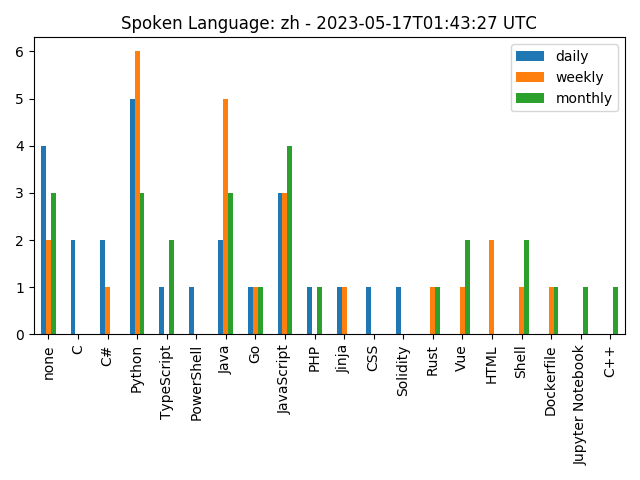 Spoken Language: zh - 2023-05-17T01:43:27 UTC
daily
weekly
monthly
6
5
4
3
2
1
0
none
C
C#
Python
TypeScript
PowerShell
Java
Go
JavaScript
PHP
Jinja
CSS
Solidity
Rust
Vue
HTML
Shell
Dockerfile
Jupyter Notebook
C++